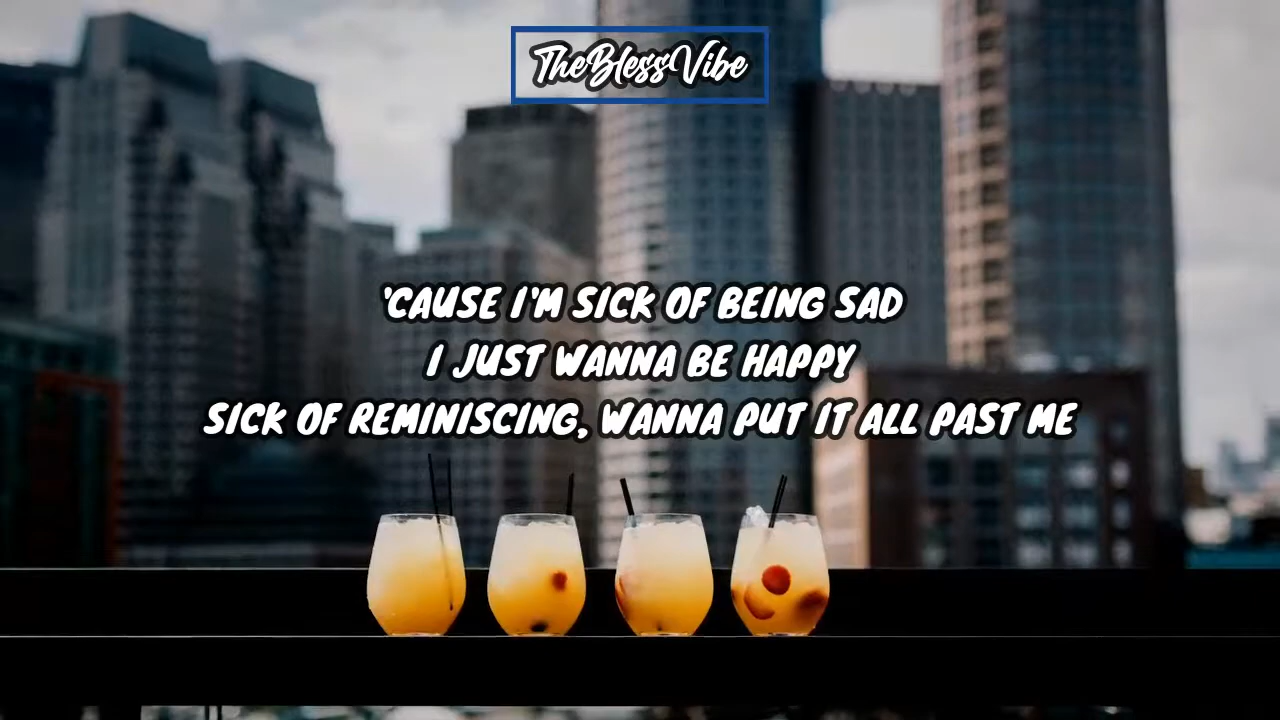 TheBlessVibe
'CAUSE I'M SICK OF BEING SAD
I JUST WANNA BE HAPPY
SICK OF REMINISCING, WANNA PUT IT ALL PAST ME